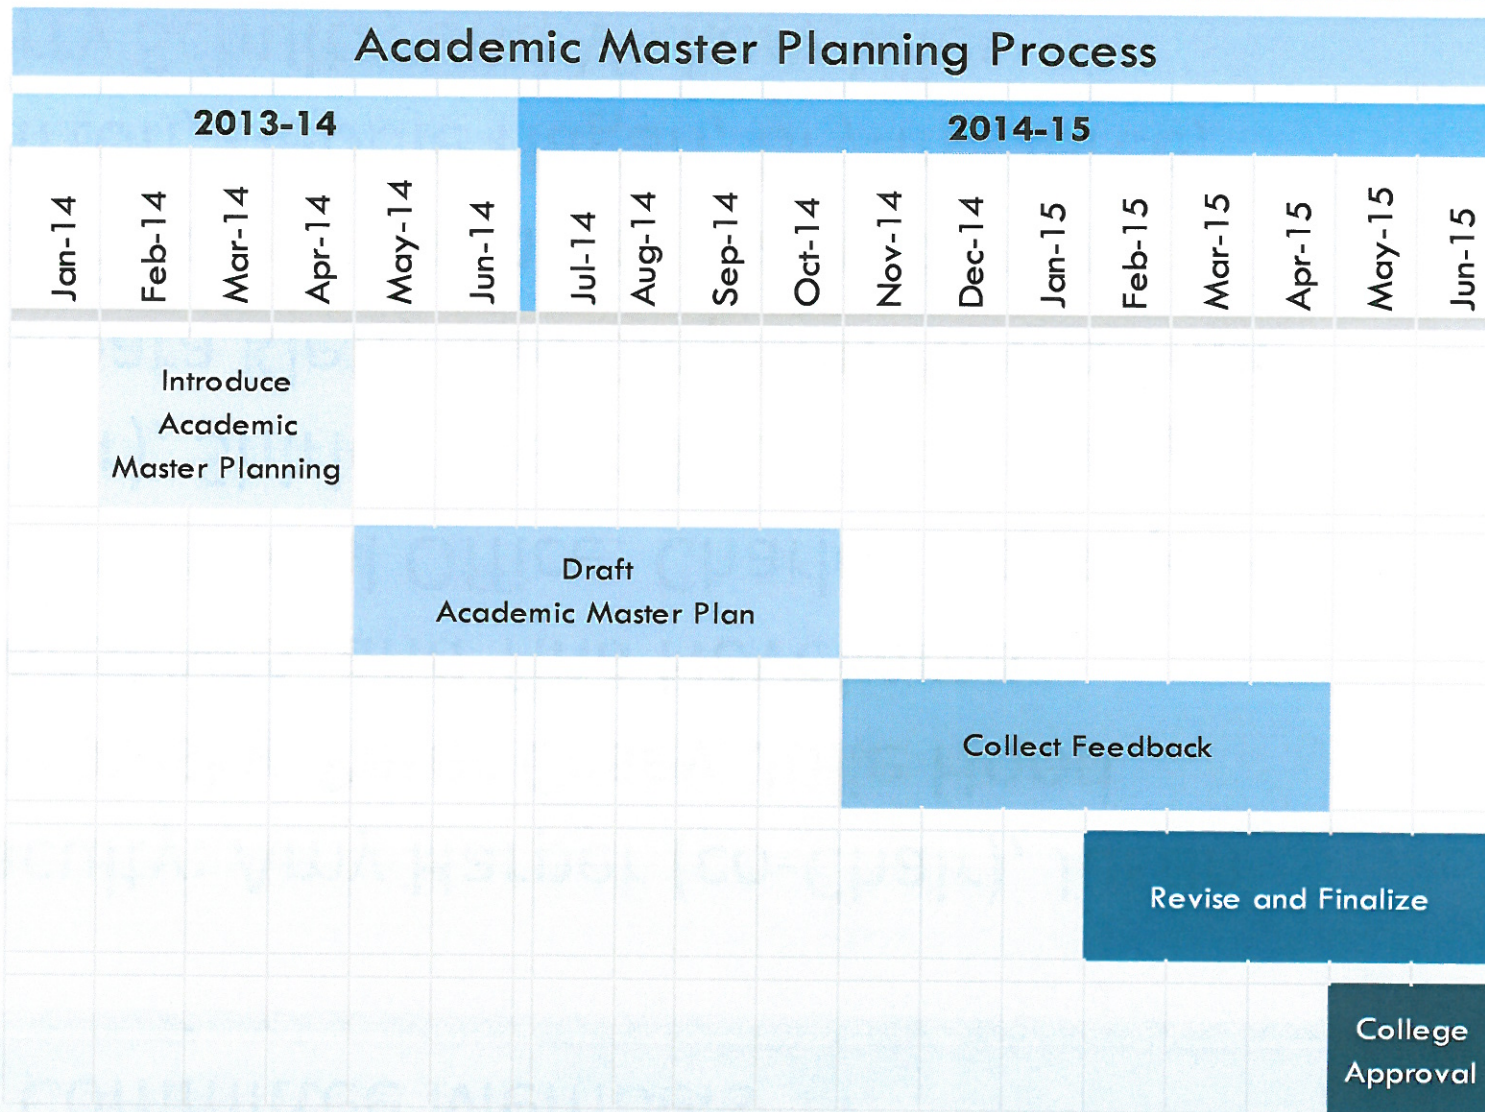 Academic Master Planning Process
2013-14 2014-15
Jan-14 Feb-14 Mar-14 Apr-14 May-14 Jun-14 Jul-14 Aug-14 Sep-14 Oct-14 Nov-14 Dec-14 Jan-15 Feb-15 Mar-15 Apr-15 May-15 Jun-15
Introduce
Academic
Master Planning
Draft
Academic Master Plan
Collect Feedback
Revise and Finalize
College
Approval